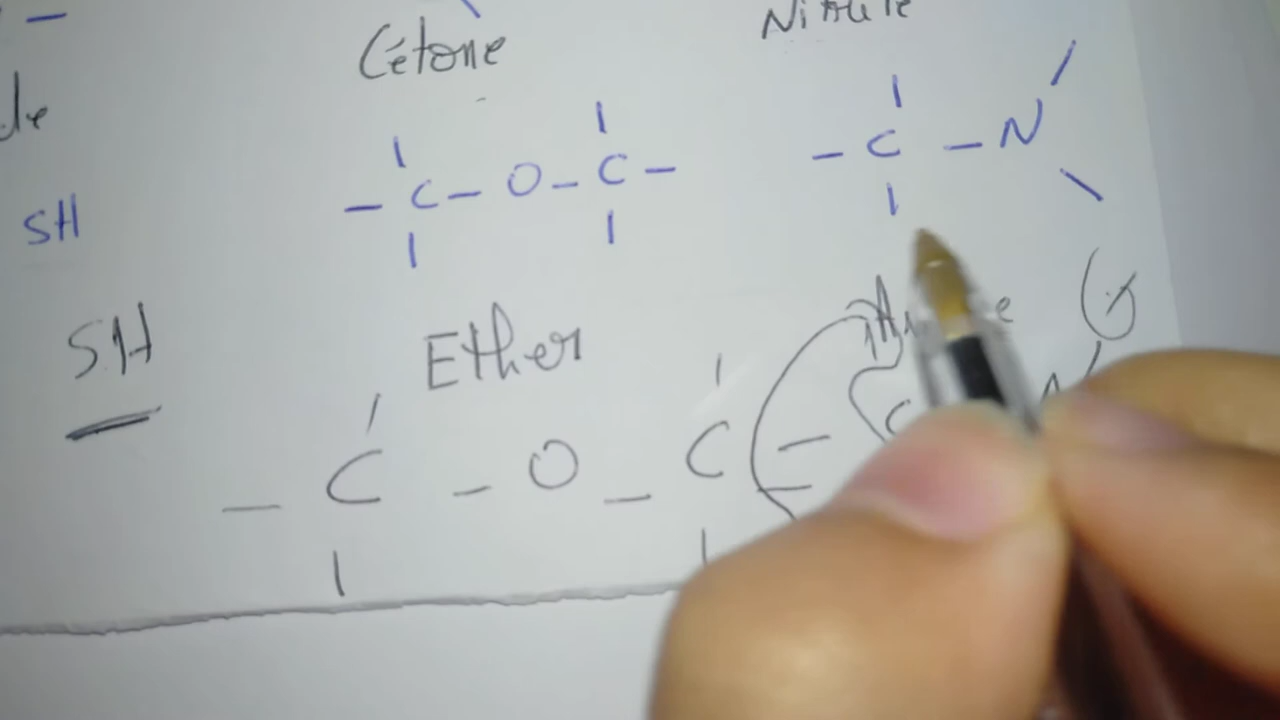 Cétone
Nitrile
SH
- C - O - C -
- C - N
SH
Ether
- C - O - C -